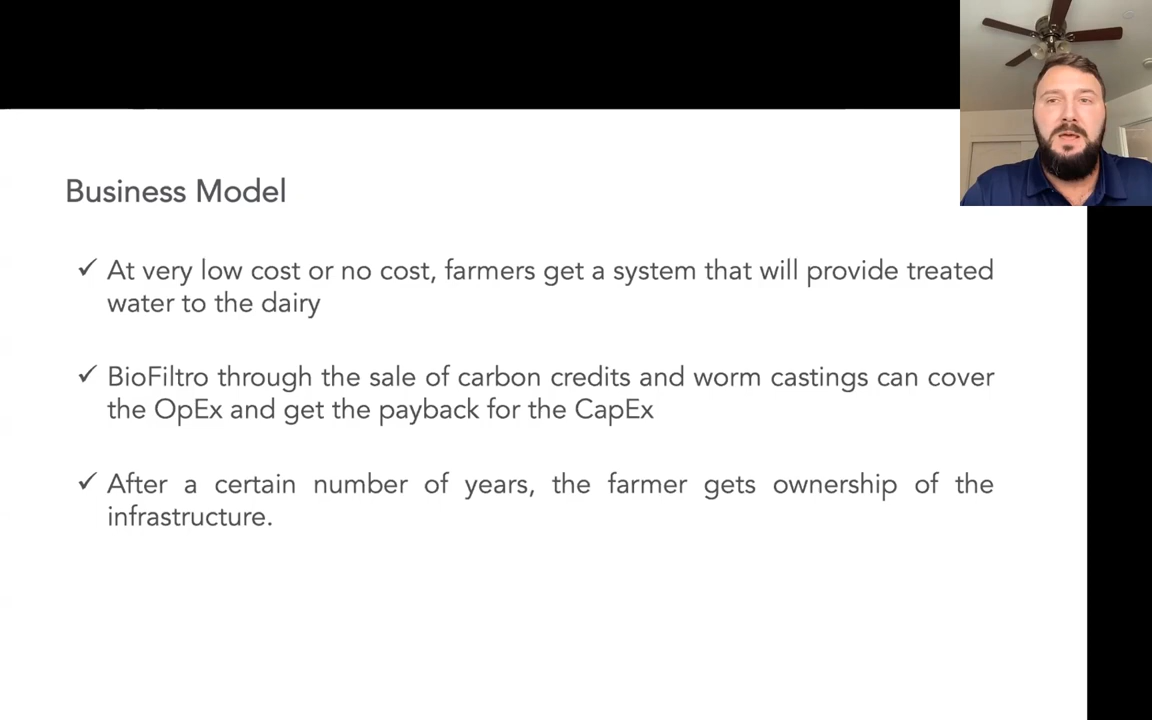 Business Model
✓ At very low cost or no cost, farmers get a system that will provide treated
water to the dairy
✓ BioFiltro through the sale of carbon credits and worm castings can cover
the OpEx and get the payback for the CapEx
✓ After a certain number of years, the farmer gets ownership of the
infrastructure.